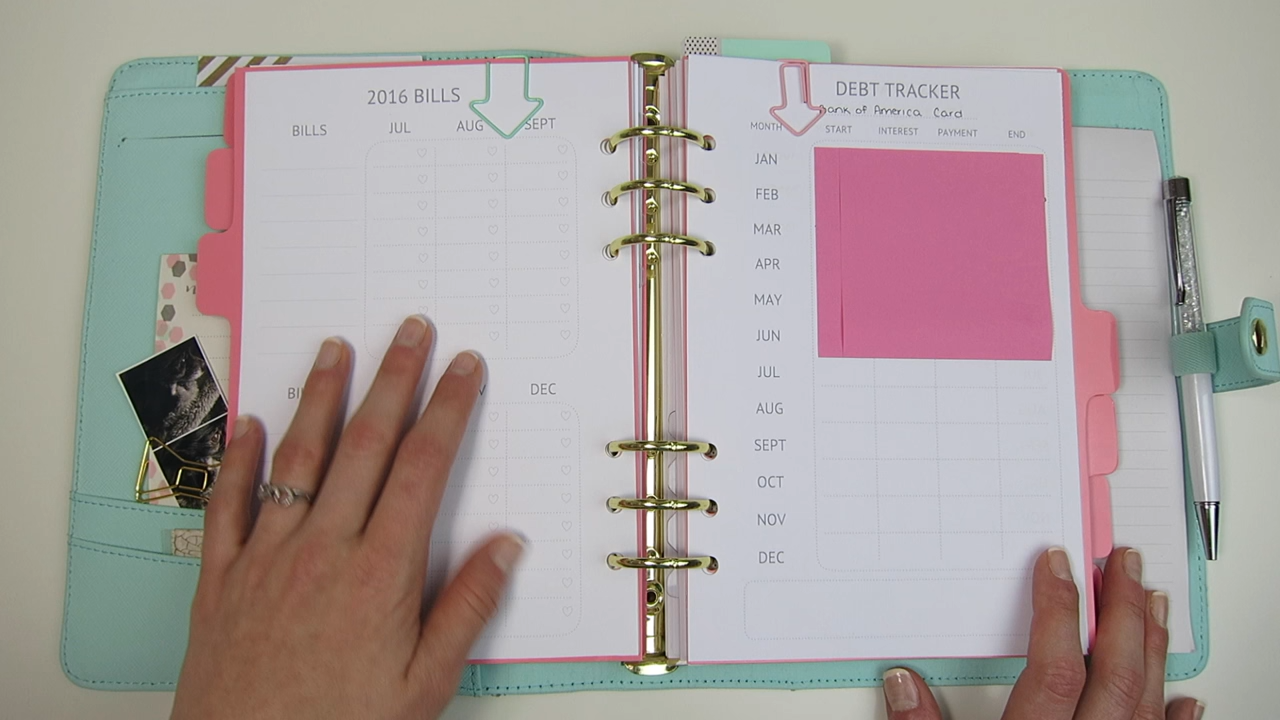 2016 BILLS
BILLS JUL AUG SEPT
DEC
DEBT TRACKER
Bank of America Card
MONTH START INTEREST PAYMENT END
JAN
FEB
MAR
APR
MAY
JUN
JUL
AUG
SEPT
OCT
NOV
DEC